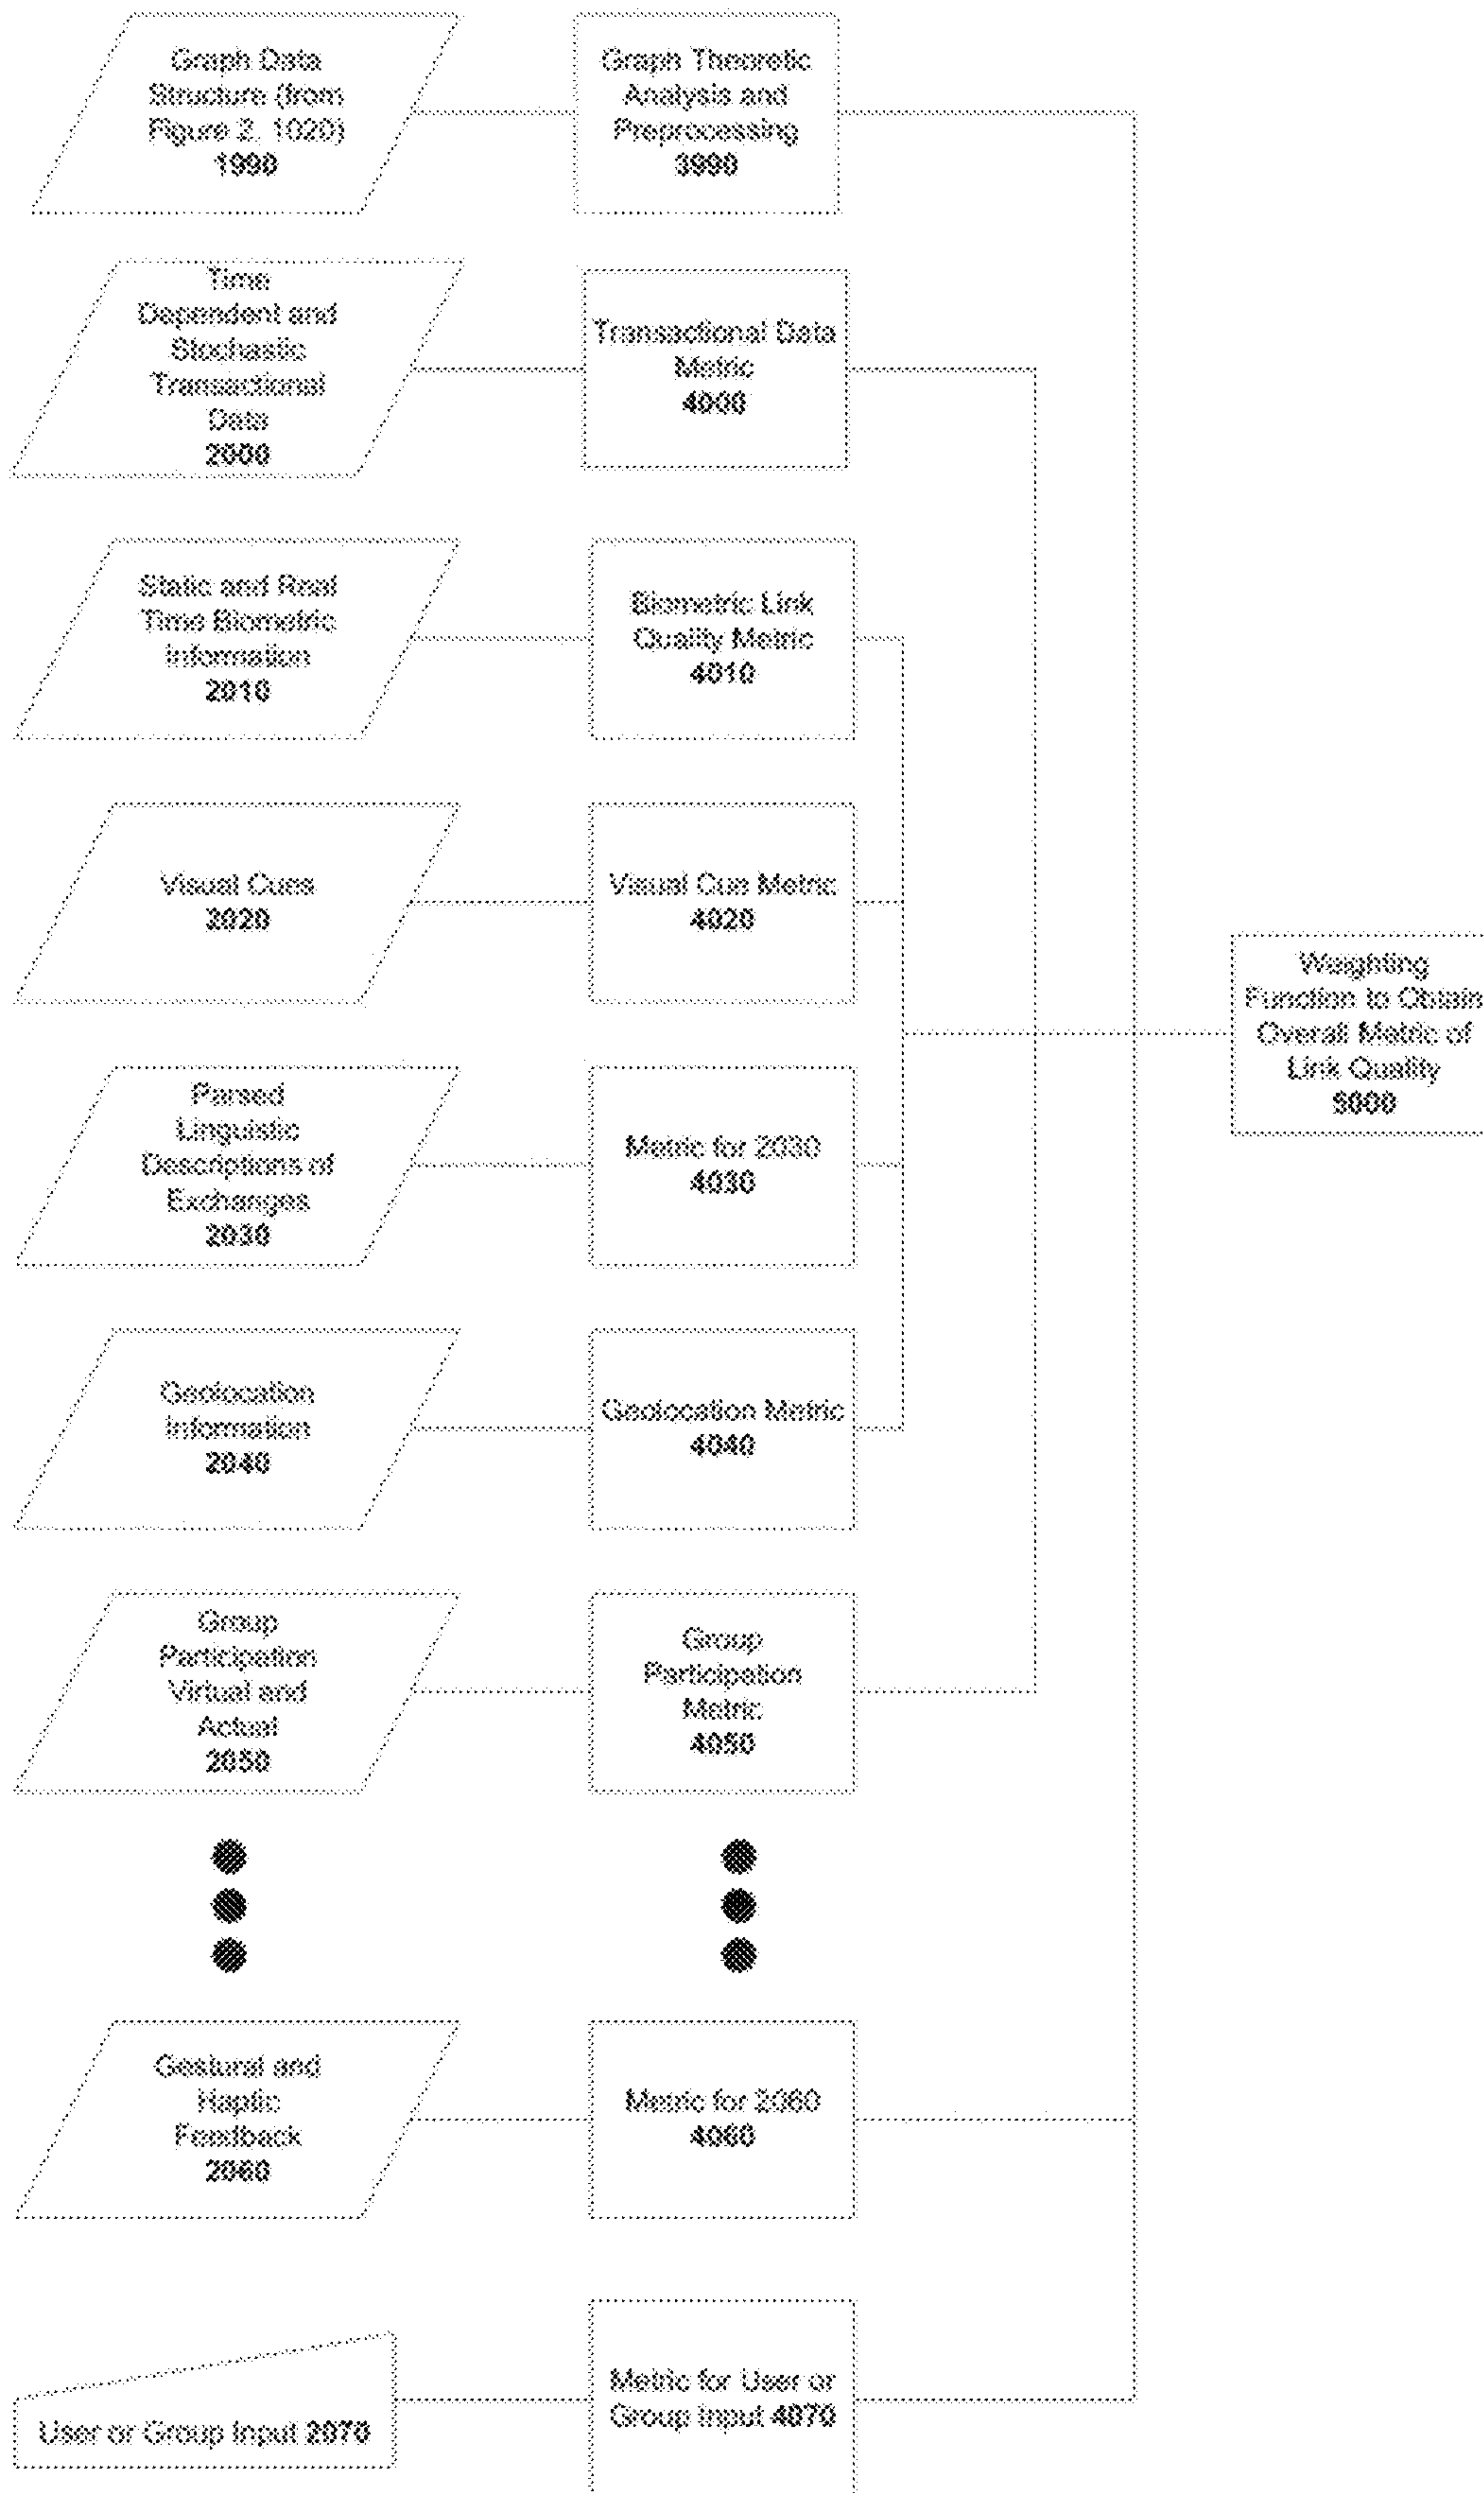 Graph Data
Structure (from
Figure 2, 1020)
1990
Graph Theoretic
Analysis and
Preprocessing
3990
Time
Dependent and
Stochastic
Transactional
Data
2000
Transactional Data
Metric
4000
Static and Real
Time Biometric
Information
2010
Biometric Link
Quality Metric
4010
Visual Cues
2020
Visual Cue Metric
4020
Weighting
Function to Obtain
Overall Metric of
Link Quality
5000
Parsed
Linguistic
Descriptions of
Exchanges
2030
Metric for 2030
4030
Geolocation
Information
2040
Geolocation Metric
4040
Group
Participation
Virtual and
Actual
2050
Group
Participation
Metric
4050
Gestural and
Haptic
Feedback
2060
Metric for 2060
4060
User or Group Input 2070
Metric for User or
Group Input 4070